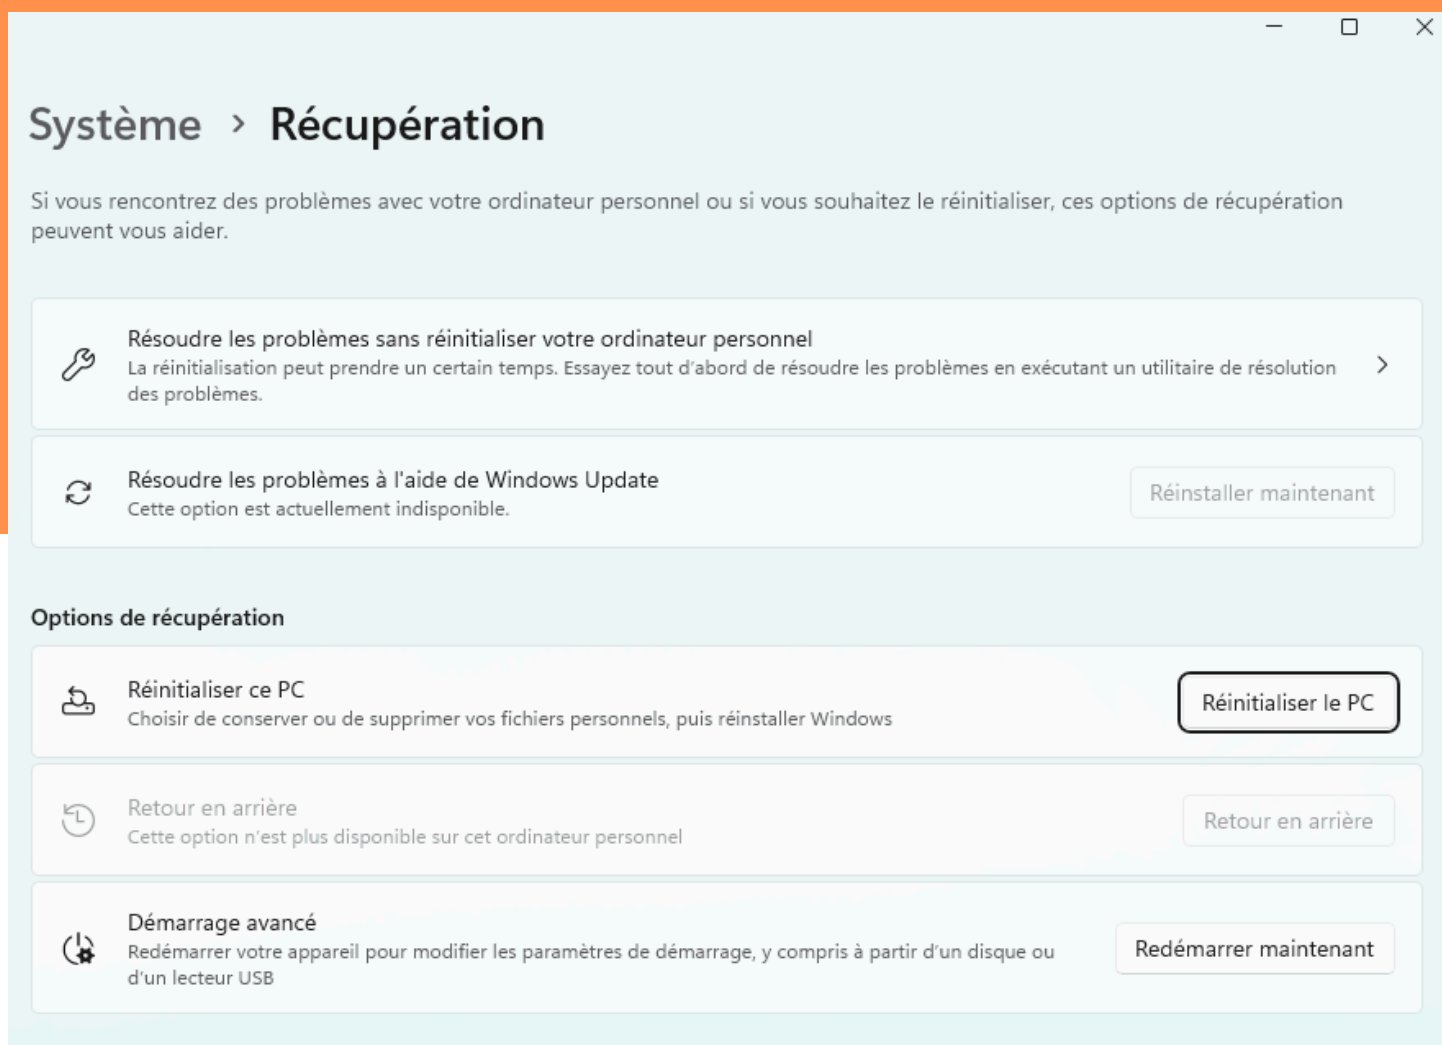 Système > Récupération
Si vous rencontrez des problèmes avec votre ordinateur personnel ou si vous souhaitez le réinitialiser, ces options de récupération
peuvent vous aider.
Résoudre les problèmes sans réinitialiser votre ordinateur personnel
La réinitialisation peut prendre un certain temps. Essayez tout d’abord de résoudre les problèmes en exécutant un utilitaire de résolution
des problèmes.
Résoudre les problèmes à l'aide de Windows Update
Cette option est actuellement indisponible.
Réinstaller maintenant
Options de récupération
Réinitialiser ce PC
Choisir de conserver ou de supprimer vos fichiers personnels, puis réinstaller Windows
Réinitialiser le PC
Retour en arrière
Cette option n’est plus disponible sur cet ordinateur personnel
Retour en arrière
Démarrage avancé
Redémarrer votre appareil pour modifier les paramètres de démarrage, y compris à partir d’un disque ou
d’un lecteur USB
Redémarrer maintenant